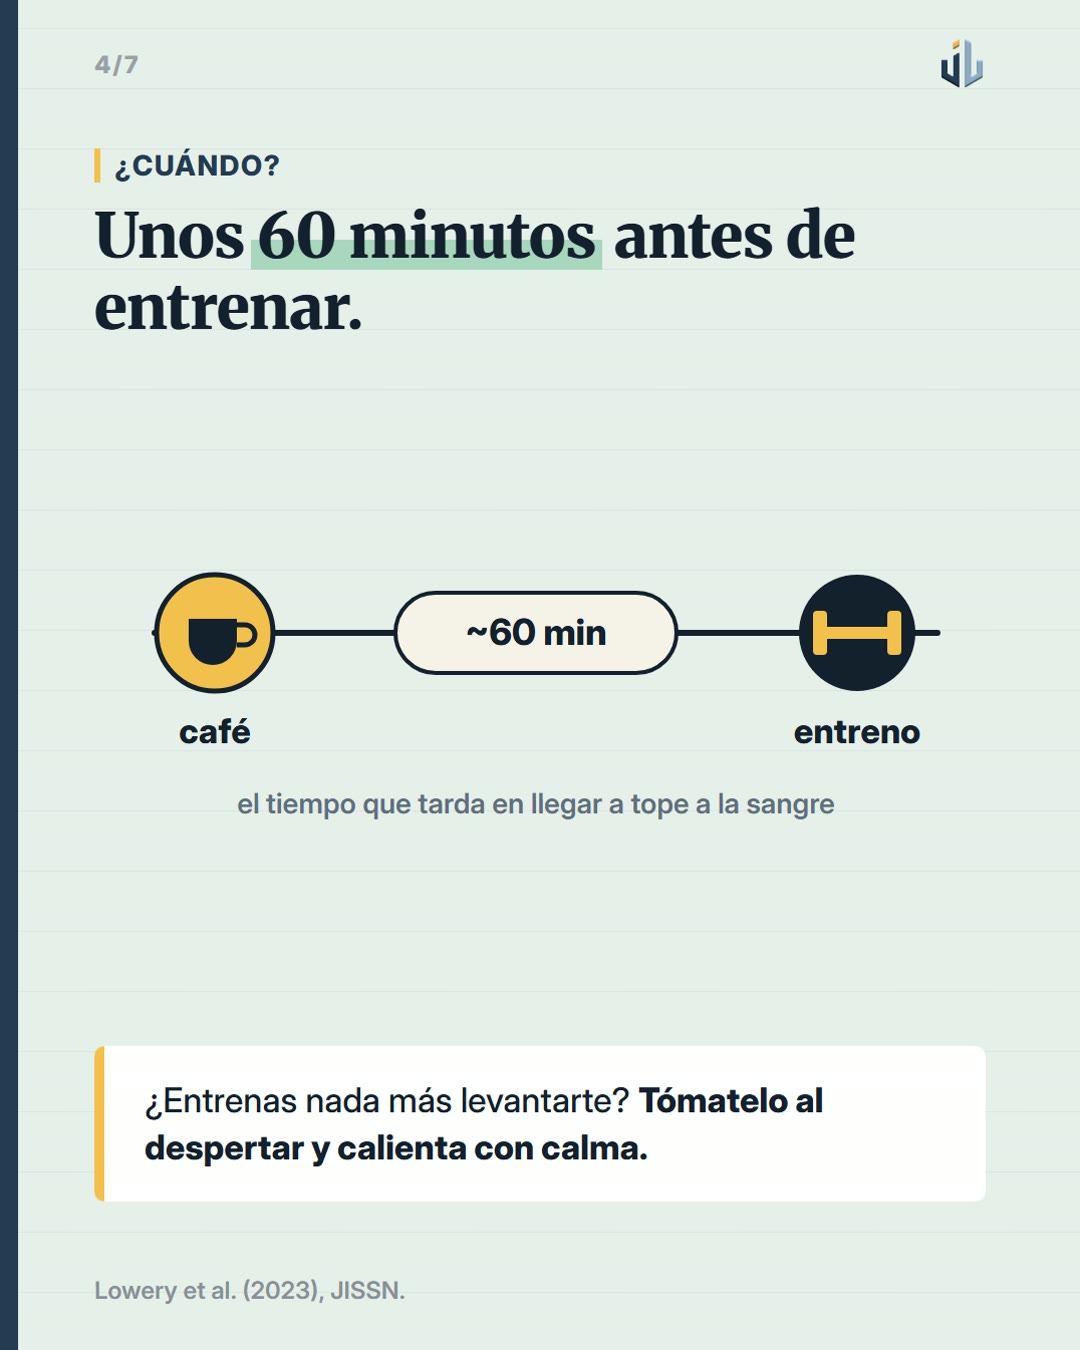 4/7
¿CUÁNDO?
Unos 60 minutos antes de
entrenar.
~60 min
café
entreno
el tiempo que tarda en llegar a tope a la sangre
¿Entrenas nada más levantarte? Tómatelo al
despertar y calienta con calma.
Lowery et al. (2023), JISSN.